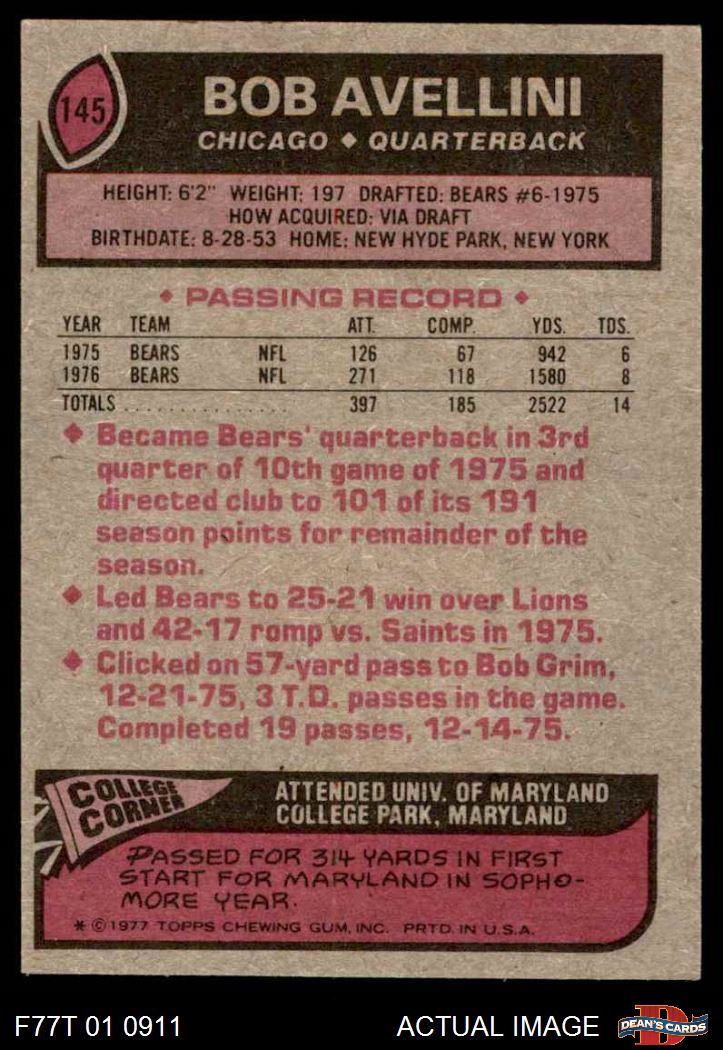 145
BOB AVELLINI
CHICAGO ♦ QUARTERBACK
HEIGHT: 6'2" WEIGHT: 197 DRAFTED: BEARS #6-1975
HOW ACQUIRED: VIA DRAFT
BIRTHDATE: 8-28-53 HOME: NEW HYDE PARK, NEW YORK
♦ PASSING RECORD ♦
YEAR TEAM ATT. COMP. YDS. TDS.
1975 BEARS NFL 126 67 942 6
1976 BEARS NFL 271 118 1580 8
TOTALS . . . . . . . . . . . . . . . 397 185 2522 14
♦ Became Bears' quarterback in 3rd
quarter of 10th game of 1975 and
directed club to 101 of its 191
season points for remainder of the
season.
♦ Led Bears to 25-21 win over Lions
and 42-17 romp vs. Saints in 1975.
♦ Clicked on 57-yard pass to Bob Grim,
12-21-75, 3 T.D. passes in the game.
Completed 19 passes, 12-14-75.
COLLEGE
CORNER
ATTENDED UNIV. OF MARYLAND
COLLEGE PARK, MARYLAND
PASSED FOR 314 YARDS IN FIRST
START FOR MARYLAND IN SOPHO-
MORE YEAR.
* © 1977 TOPPS CHEWING GUM, INC. PRTD. IN U.S.A.
F77T 01 0911
ACTUAL IMAGE
D
DEAN'S CARDS